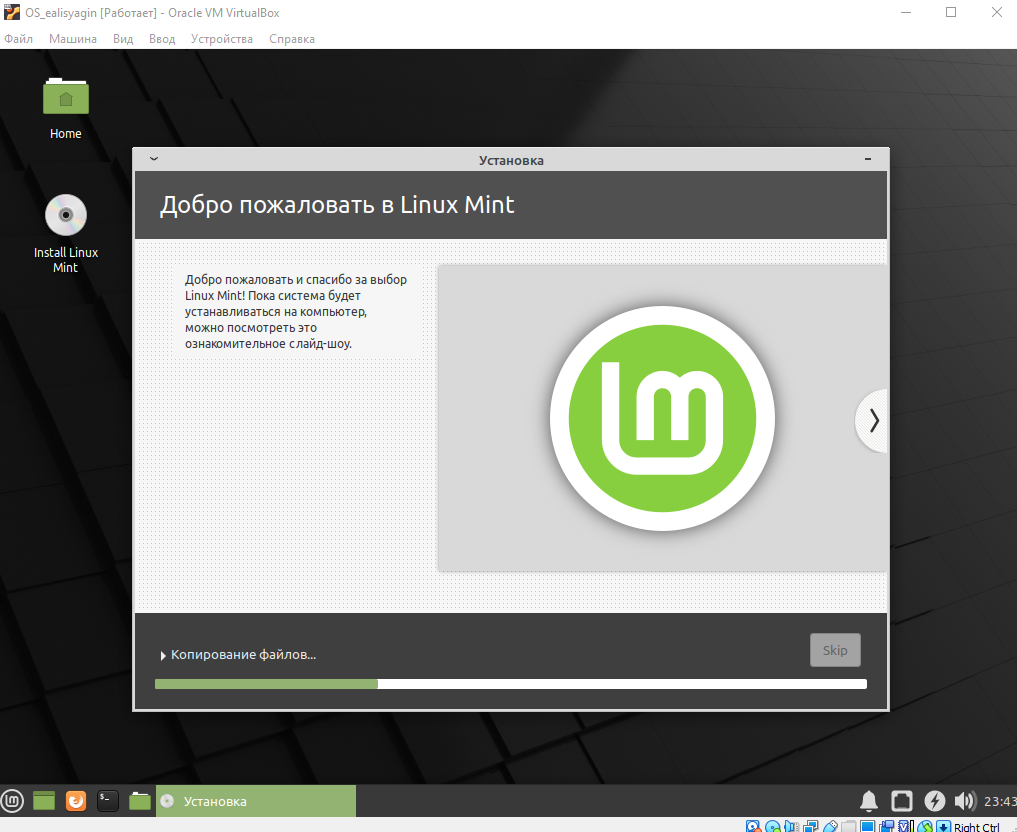 OS_ealisyagin [Работает] - Oracle VM VirtualBox
Файл Машина Вид Ввод Устройства Справка
Home
Install Linux
Mint
Установка
Добро пожаловать в Linux Mint
Добро пожаловать и спасибо за выбор
Linux Mint! Пока система будет
устанавливаться на компьютер,
можно посмотреть это
ознакомительное слайд-шоу.
Копирование файлов...
Skip
Установка
23:43
Right Ctrl